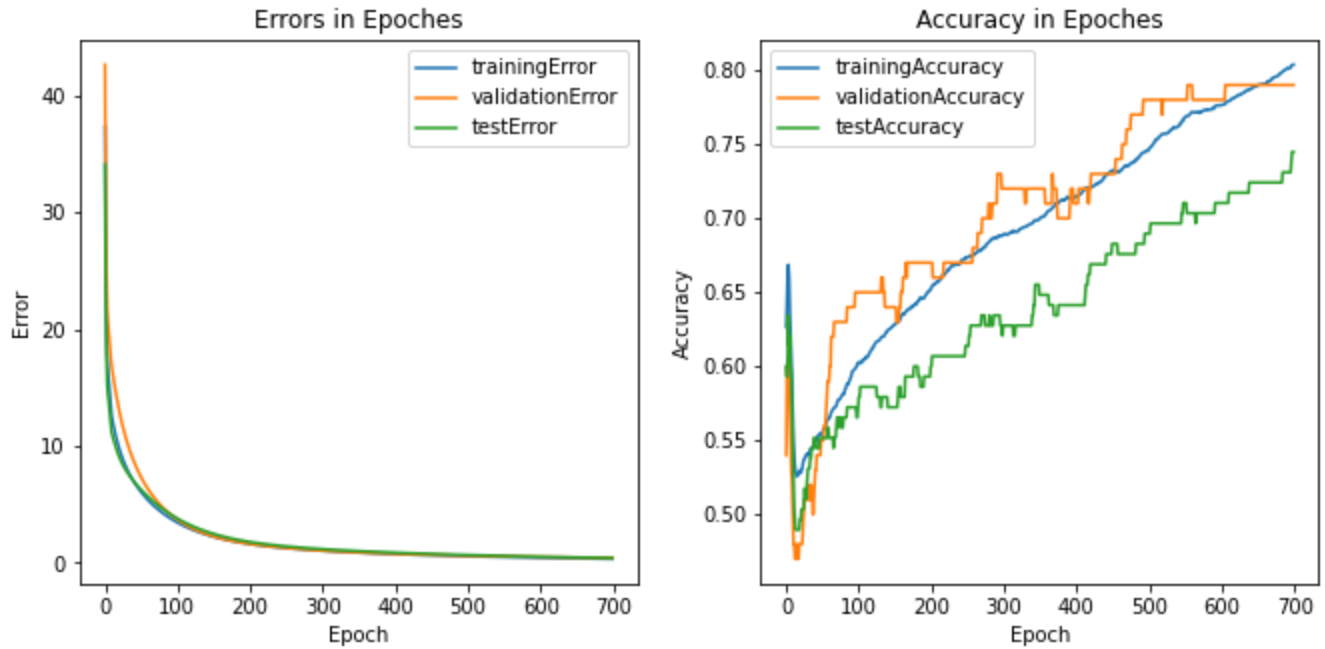 Errors in Epoches
trainingError
validationError
testError
40
30
20
10
0
Error
0 100 200 300 400 500 600 700
Epoch
Accuracy in Epoches
trainingAccuracy
validationAccuracy
testAccuracy
0.80
0.75
0.70
0.65
0.60
0.55
0.50
Accuracy
0 100 200 300 400 500 600 700
Epoch